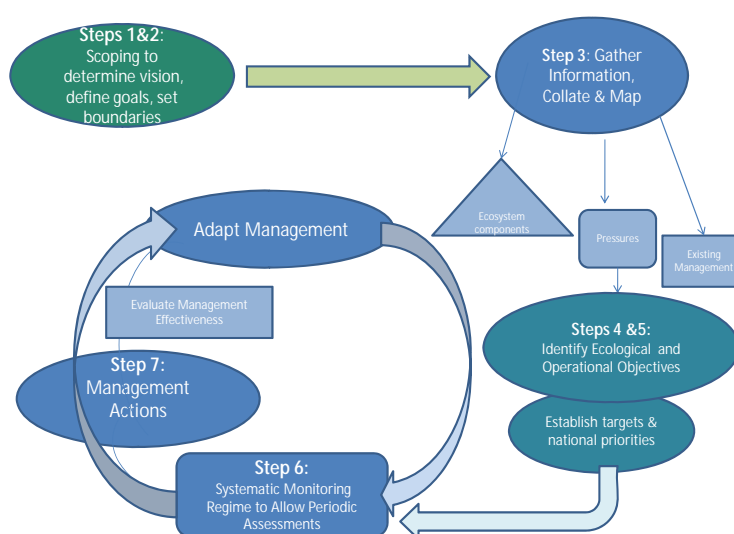 Steps 1&2:
Scoping to
determine vision,
define goals, set
boundaries
Step 3: Gather
Information,
Collate & Map
Ecosystem
components
Pressures
Existing
Management
Adapt Management
Evaluate Management
Effectiveness
Steps 4 &5:
Identify Ecological and
Operational Objectives
Step 7:
Management
Actions
Establish targets &
national priorities
Step 6:
Systematic Monitoring
Regime to Allow Periodic
Assessments